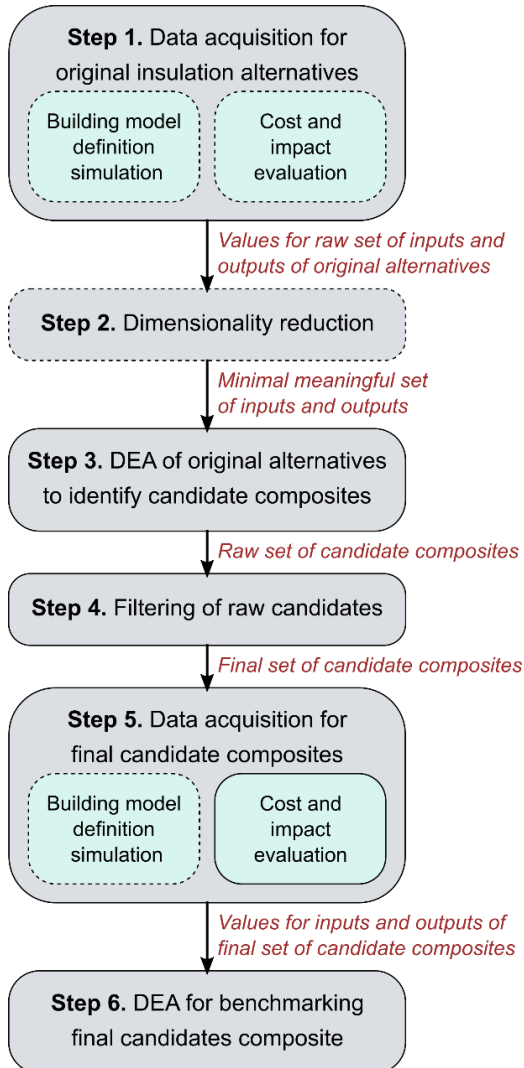 Step 1. Data acquisition for
original insulation alternatives
Building model
definition
simulation
Cost and
impact
evaluation
Values for raw set of inputs and
outputs of original alternatives
Step 2. Dimensionality reduction
Minimal meaningful set
of inputs and outputs
Step 3. DEA of original alternatives
to identify candidate composites
Raw set of candidate composites
Step 4. Filtering of raw candidates
Final set of candidate composites
Step 5. Data acquisition for
final candidate composites
Building model
definition
simulation
Cost and
impact
evaluation
Values for inputs and outputs of
final set of candidate composites
Step 6. DEA for benchmarking
final candidates composite